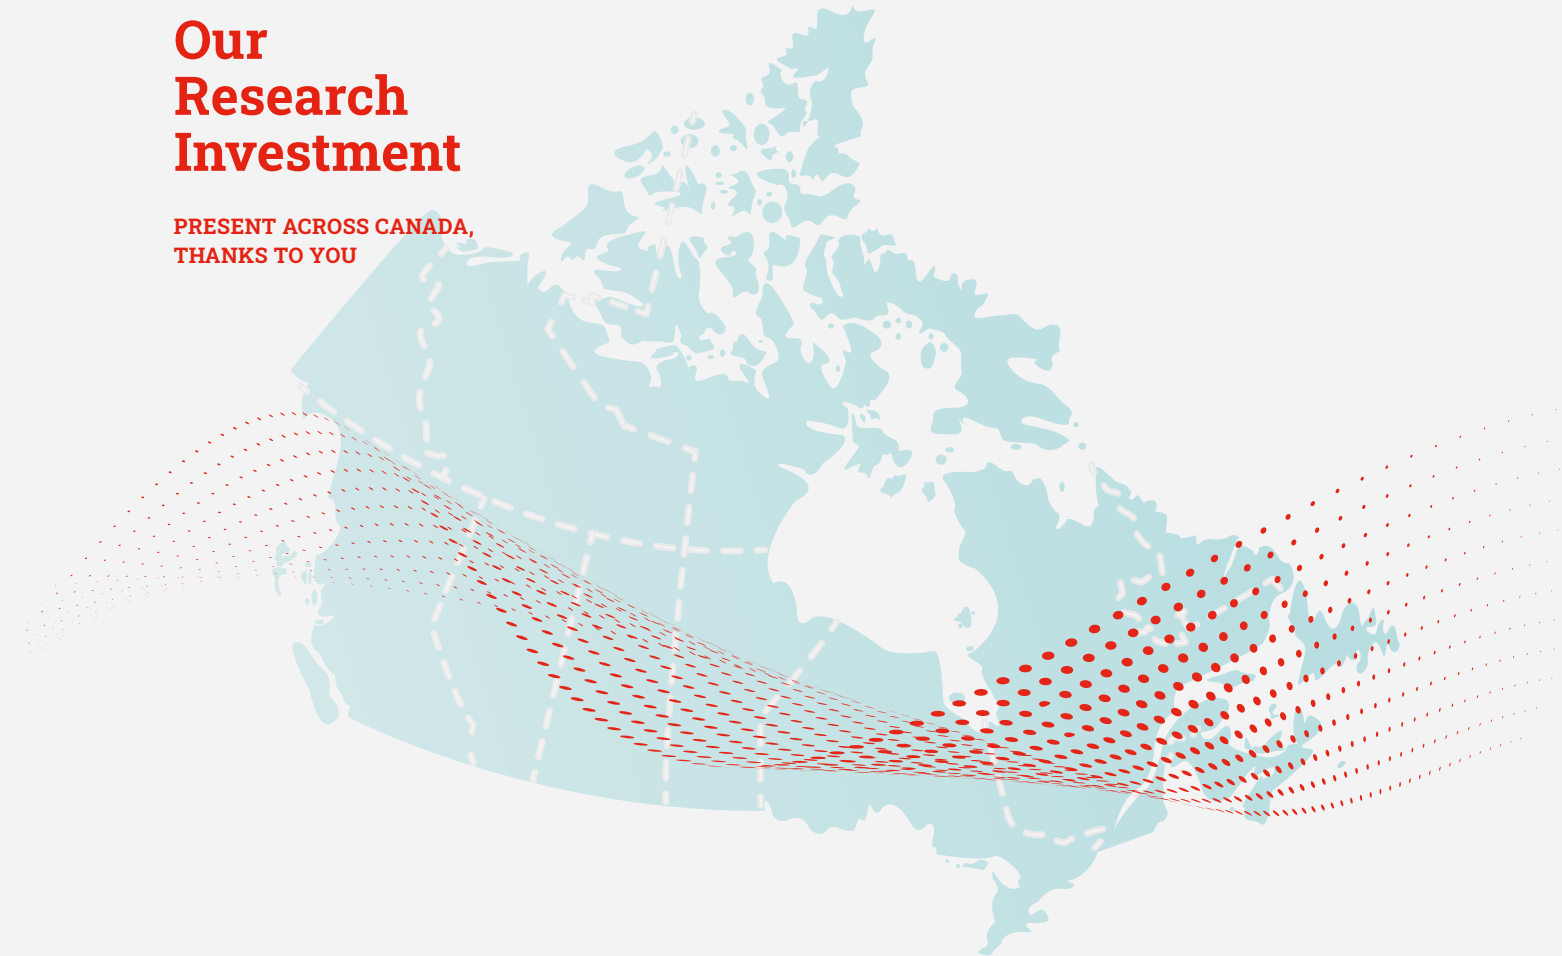 Our
Research
Investment
PRESENT ACROSS CANADA,
THANKS TO YOU